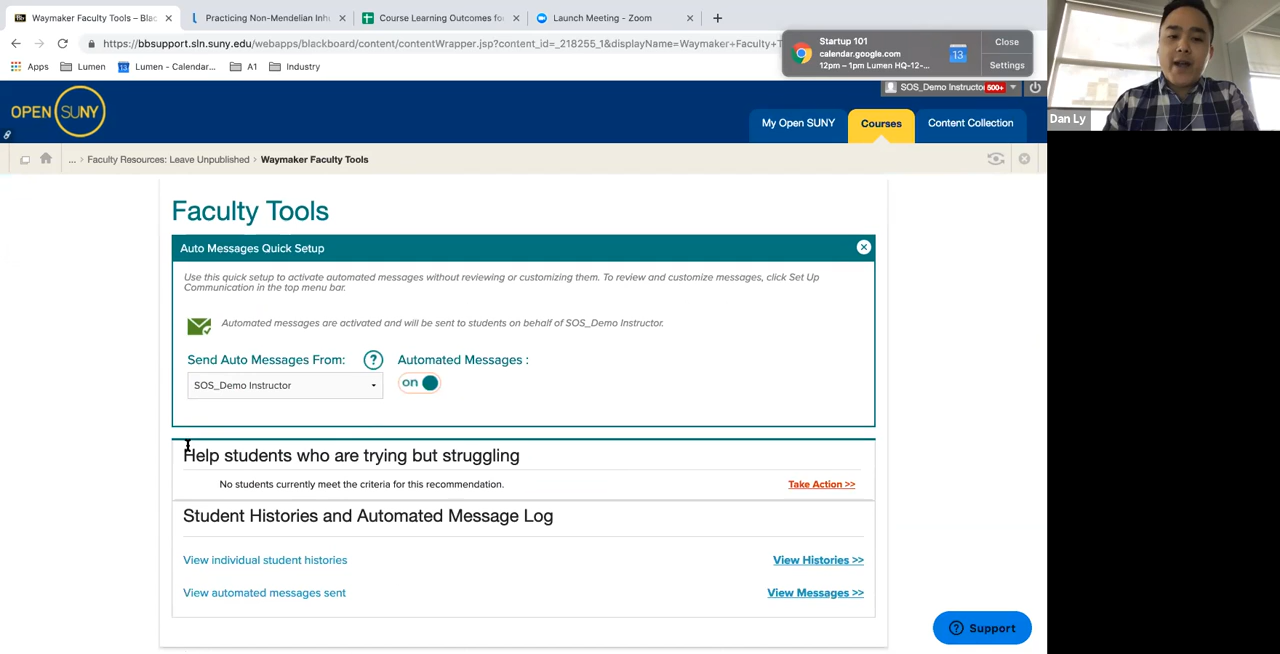 Waymaker Faculty Tools – Blac
Practicing Non-Mendelian Inh
Course Learning Outcomes fo
Launch Meeting - Zoom
https://bbsupport.sln.suny.edu/webapps/blackboard/content/contentWrapper.jsp?content_id=_218255_1&displayName=Waymaker+Faculty+T
Startup 101
calendar.google.com
12pm – 1pm Lumen HQ-12-...
Close
Settings
13
Apps
Lumen
Lumen - Calendar...
A1
Industry
SOS_Demo Instructor
500+
OPEN SUNY
My Open SUNY
Courses
Content Collection
... > Faculty Resources: Leave Unpublished > Waymaker Faculty Tools
Dan Ly
Faculty Tools
Auto Messages Quick Setup
Use this quick setup to activate automated messages without reviewing or customizing them. To review and customize messages, click Set Up
Communication in the top menu bar.
Automated messages are activated and will be sent to students on behalf of SOS_Demo Instructor.
Send Auto Messages From: ?
Automated Messages :
SOS_Demo Instructor
on
Help students who are trying but struggling
No students currently meet the criteria for this recommendation.
Take Action >>
Student Histories and Automated Message Log
View individual student histories
View Histories >>
View automated messages sent
View Messages >>
? Support